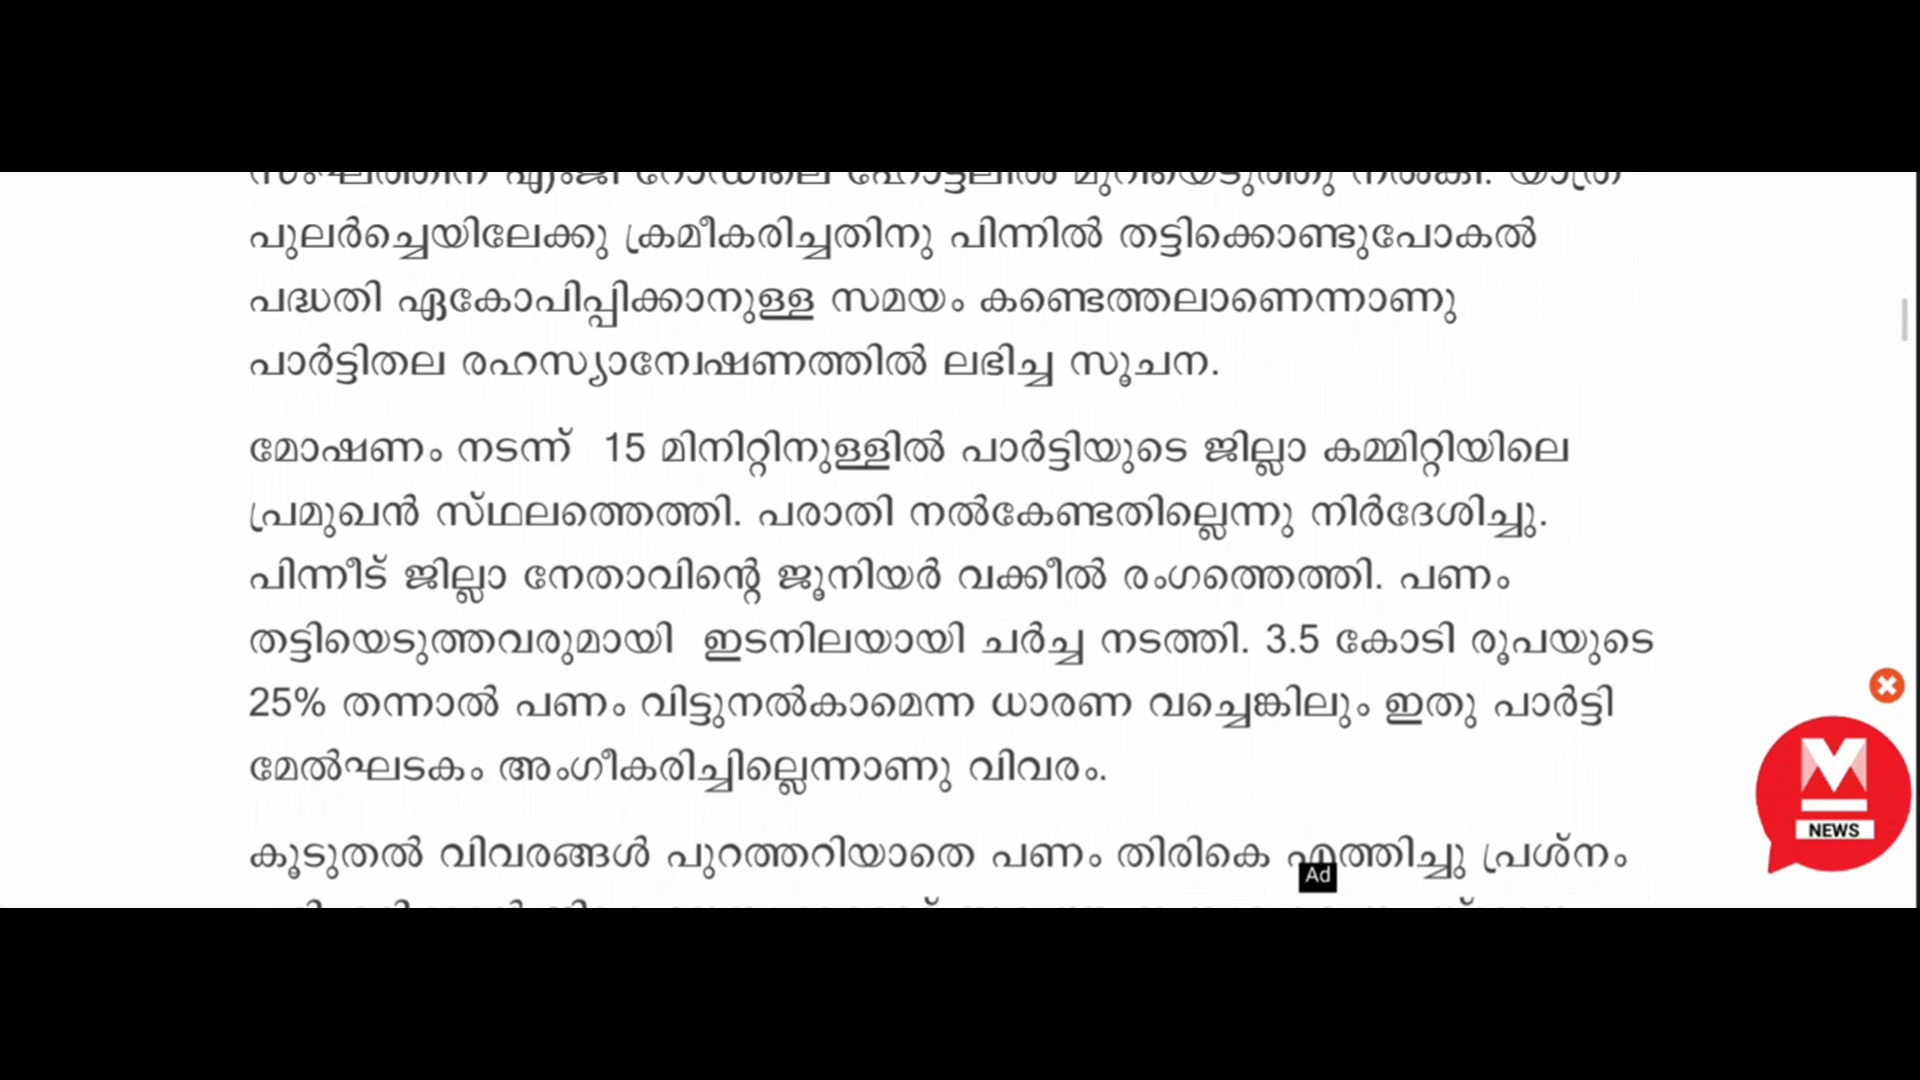 സംഘത്തിന് എംജി റോഡിലെ ഹോട്ടലിൽ മുറിയെടുത്തു നൽകി. യാത്ര
പുലർച്ചെയിലേക്കു ക്രമീകരിച്ചതിനു പിന്നിൽ തട്ടിക്കൊണ്ടുപോകൽ
പദ്ധതി ഏകോപിപ്പിക്കാനുള്ള സമയം കണ്ടെത്തലാണെന്നാണു
പാർട്ടിതല രഹസ്യാന്വേഷണത്തിൽ ലഭിച്ച സൂചന.
മോഷണം നടന്ന് 15 മിനിറ്റിനുള്ളിൽ പാർട്ടിയുടെ ജില്ലാ കമ്മിറ്റിയിലെ
പ്രമുഖൻ സ്ഥലത്തെത്തി. പരാതി നൽകേണ്ടതില്ലെന്നു നിർദേശിച്ചു.
പിന്നീട് ജില്ലാ നേതാവിന്റെ ജൂനിയർ വക്കീൽ രംഗത്തെത്തി. പണം
തട്ടിയെടുത്തവരുമായി ഇടനിലയായി ചർച്ച നടത്തി. 3.5 കോടി രൂപയുടെ
25% തന്നാൽ പണം വിട്ടുനൽകാമെന്ന ധാരണ വച്ചെങ്കിലും ഇതു പാർട്ടി
മേൽഘടകം അംഗീകരിച്ചില്ലെന്നാണു വിവരം.
കൂടുതൽ വിവരങ്ങൾ പുറത്തറിയാതെ പണം തിരികെ എത്തിച്ചു പ്രശ്നം
Ad
NEWS